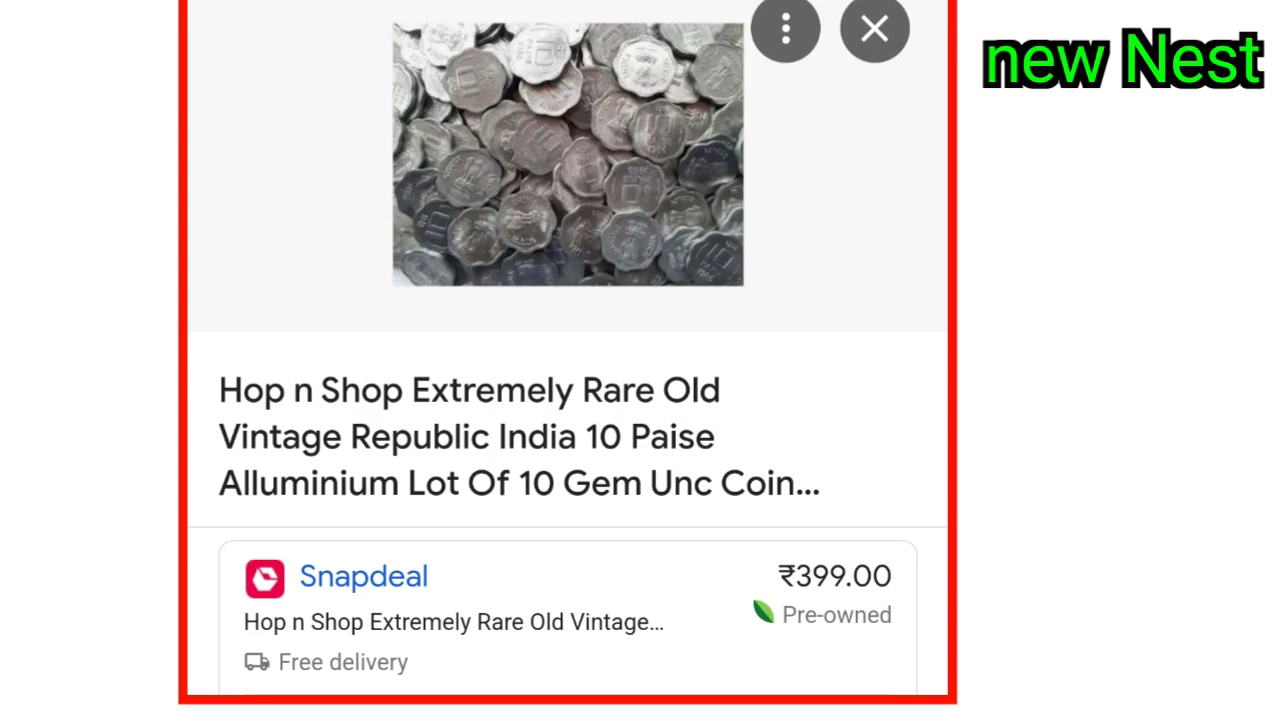 new Nest
Hop n Shop Extremely Rare Old
Vintage Republic India 10 Paise
Alluminium Lot Of 10 Gem Unc Coin...
Snapdeal
₹399.00
Hop n Shop Extremely Rare Old Vintage...
Pre-owned
Free delivery